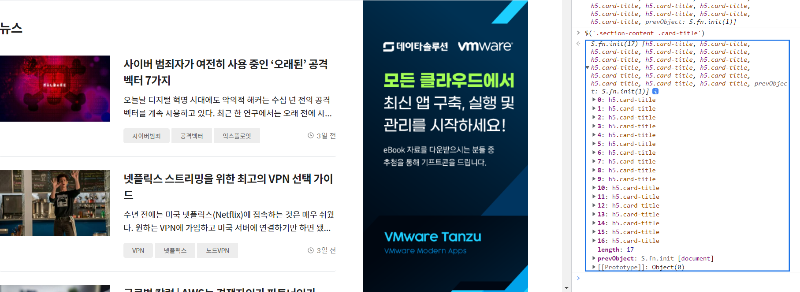 뉴스
사이버 범죄자가 여전히 사용 중인 ‘오래된’ 공격
벡터 7가지
오늘날 디지털 혁명 시대에도 악의적 해커는 수십 년 전의 공격
벡터를 계속 사용하고 있다. 최근 한 연구에서는 오래 전에 시...
사이버범죄 공격벡터 익스플로잇 3일 전
넷플릭스 스트리밍을 위한 최고의 VPN 선택 가이
드
수년 전에는 미국 넷플릭스(Netflix)에 접속하는 것은 매우 쉬웠
다. 원하는 VPN에 가입하고 미국 서버에 연결하기만 하면 됐...
VPN 넷플릭스 노드VPN 3일 전
데이타솔루션 vmware
모든 클라우드에서
최신 앱 구축, 실행 및
관리를 시작하세요!
eBook 자료를 다운받으시는 분들 중
추첨을 통해 기프트콘을 드립니다.
VMware Tanzu
VMware Modern Apps
h5.card-title, h5.card-title, h5.card-title,
h5.card-title, h5.card-title, h5.card-title,
h5.card-title, prevObject: S.fn.init(1)]
> $('.section-content .card-title')
S.fn.init(17) [h5.card-title, h5.card-title,
h5.card-title, h5.card-title, h5.card-title,
h5.card-title, h5.card-title, h5.card-title,
h5.card-title, h5.card-title, h5.card-title,
h5.card-title, h5.card-title, h5.card-title,
h5.card-title, h5.card-title, h5.card-title, prevObjec
t: S.fn.init(1)]
0: h5.card-title
1: h5.card-title
2: h5.card-title
3: h5.card-title
4: h5.card-title
5: h5.card-title
6: h5.card-title
7: h5.card-title
8: h5.card-title
9: h5.card-title
10: h5.card-title
11: h5.card-title
12: h5.card-title
13: h5.card-title
14: h5.card-title
15: h5.card-title
16: h5.card-title
length: 17
prevObject: S.fn.init [document]
[[Prototype]]: Object(0)